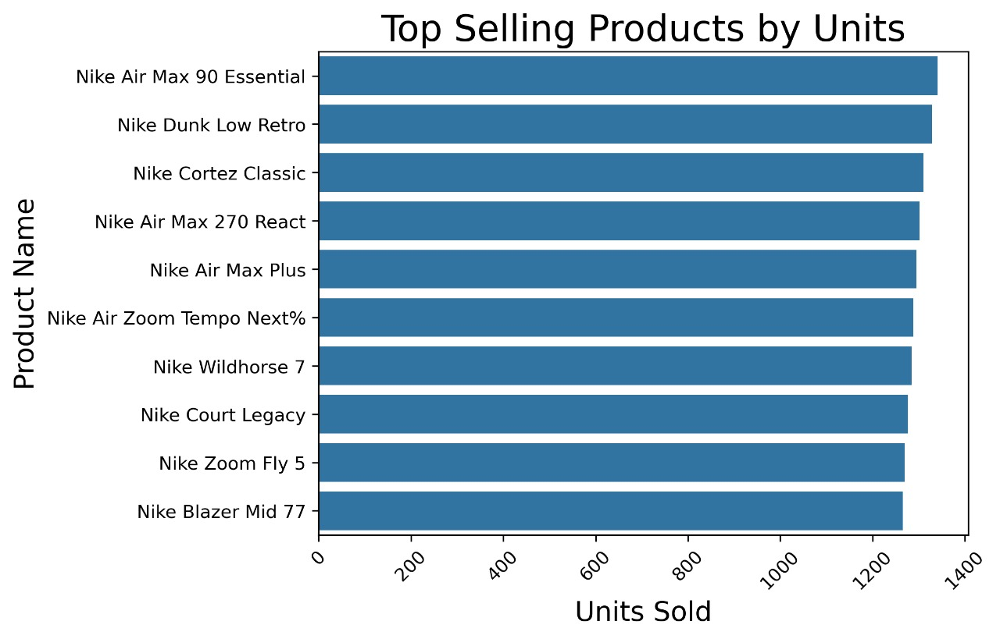 Top Selling Products by Units
Product Name
Nike Air Max 90 Essential
Nike Dunk Low Retro
Nike Cortez Classic
Nike Air Max 270 React
Nike Air Max Plus
Nike Air Zoom Tempo Next%
Nike Wildhorse 7
Nike Court Legacy
Nike Zoom Fly 5
Nike Blazer Mid 77
0 200 400 600 800 1000 1200 1400
Units Sold